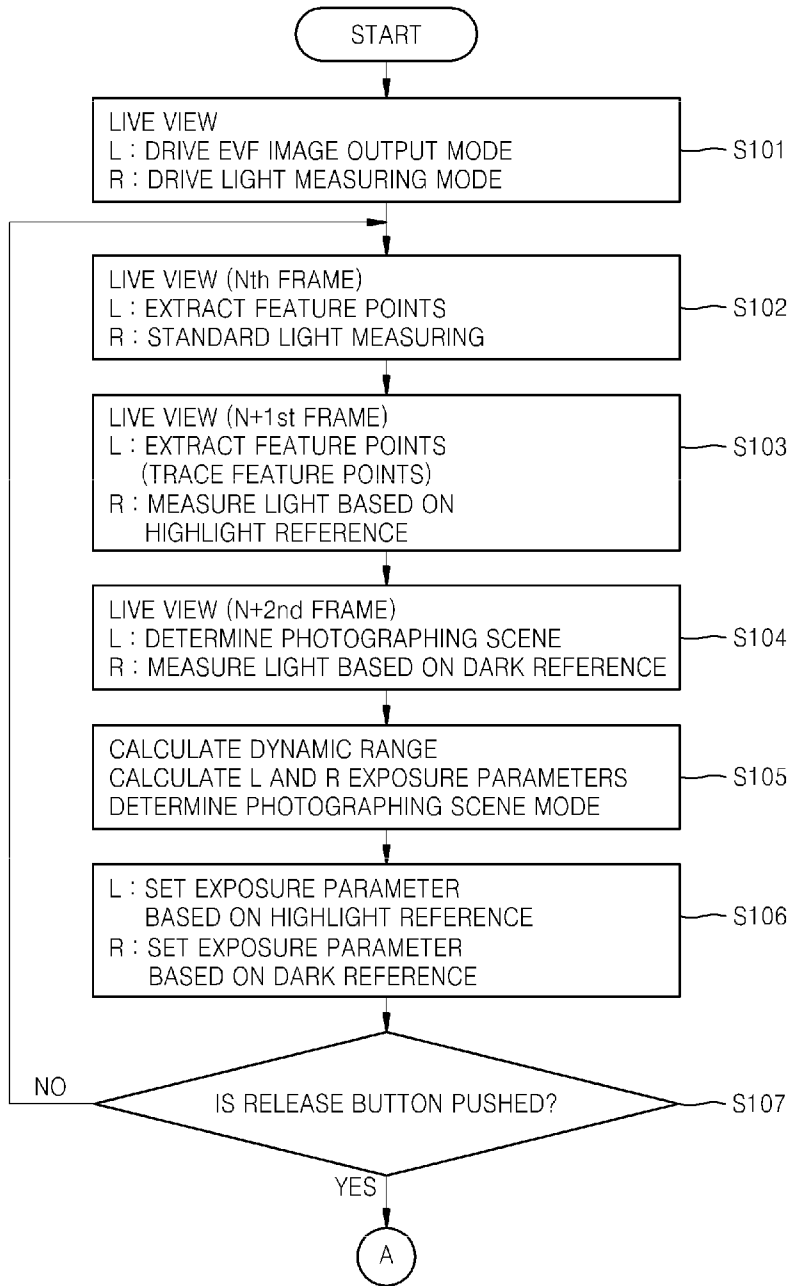 START
LIVE VIEW
L : DRIVE EVF IMAGE OUTPUT MODE
R : DRIVE LIGHT MEASURING MODE
S101
LIVE VIEW (Nth FRAME)
L : EXTRACT FEATURE POINTS
R : STANDARD LIGHT MEASURING
S102
LIVE VIEW (N+1st FRAME)
L : EXTRACT FEATURE POINTS
(TRACE FEATURE POINTS)
R : MEASURE LIGHT BASED ON
HIGHLIGHT REFERENCE
S103
LIVE VIEW (N+2nd FRAME)
L : DETERMINE PHOTOGRAPHING SCENE
R : MEASURE LIGHT BASED ON DARK REFERENCE
S104
CALCULATE DYNAMIC RANGE
CALCULATE L AND R EXPOSURE PARAMETERS
DETERMINE PHOTOGRAPHING SCENE MODE
S105
L : SET EXPOSURE PARAMETER
BASED ON HIGHLIGHT REFERENCE
R : SET EXPOSURE PARAMETER
BASED ON DARK REFERENCE
S106
NO
IS RELEASE BUTTON PUSHED?
S107
YES
A